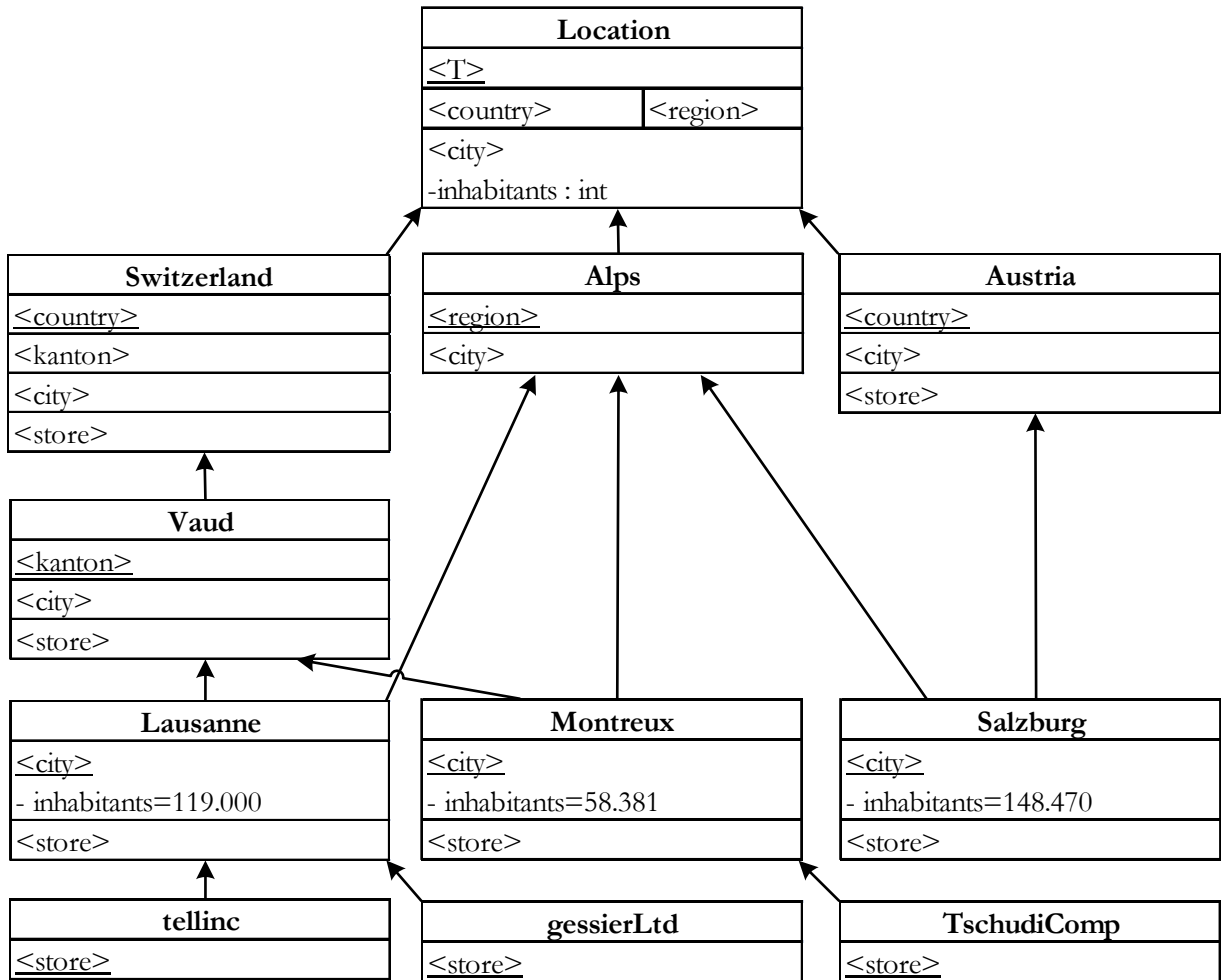 Location
<T>
<country> <region>
<city>
-inhabitants : int
Switzerland
<country>
<kanton>
<city>
<store>
Alps
<region>
<city>
Austria
<country>
<city>
<store>
Vaud
<kanton>
<city>
<store>
Lausanne
<city>
- inhabitants=119.000
<store>
Montreux
<city>
- inhabitants=58.381
<store>
Salzburg
<city>
- inhabitants=148.470
<store>
tellinc
<store>
gessierLtd
<store>
TschudiComp
<store>